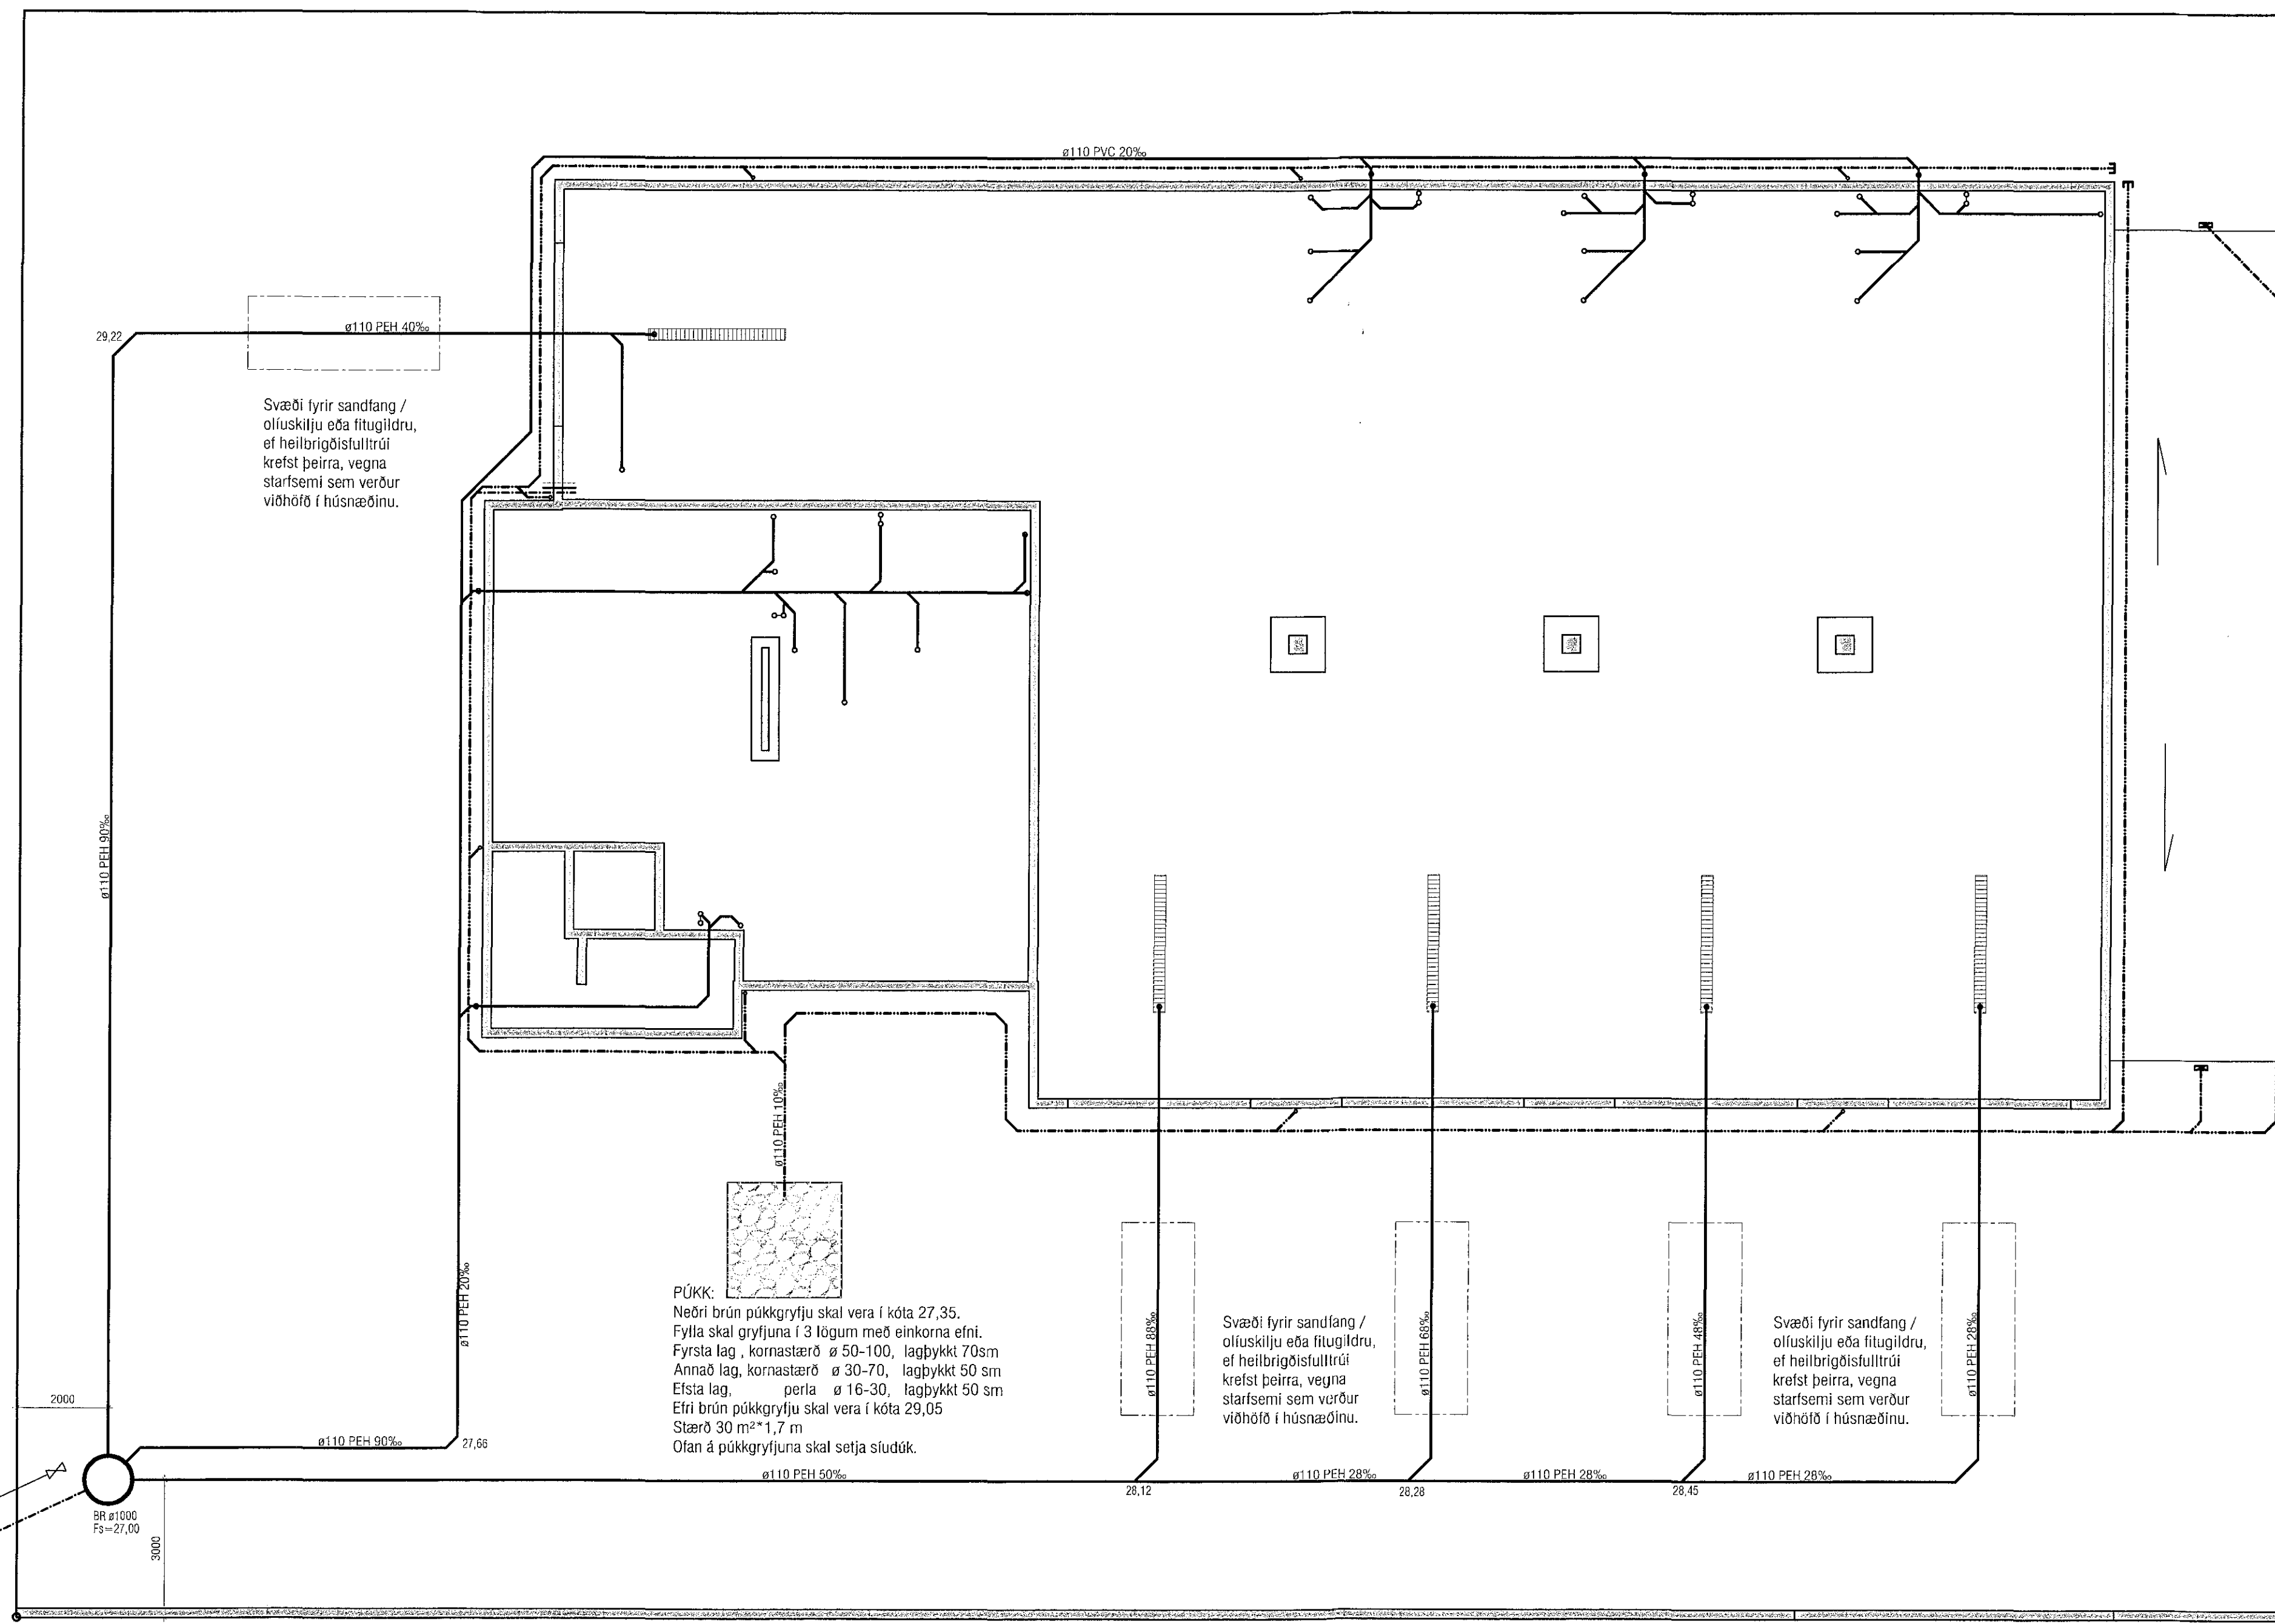 ø110 PVC 20‰
29,22
ø110 PEH 40‰
Svæði fyrir sandfang /
olíuskilju eða fitugildru,
ef heilbrigðisfulltrúi
krefst þeirra, vegna
starfsemi sem verður
viðhöfð í húsnæðinu.
ø110 PEH 90‰
ø110 PEH 10‰
ø110 PEH 20‰
PÚKK:
Neðri brún púkkgryfju skal vera í kóta 27,35.
Fylla skal gryfjuna í 3 lögum með einkorna efni.
Fyrsta lag , kornastærð ø 50-100, lagþykkt 70sm
Annað lag, kornastærð ø 30-70, lagþykkt 50 sm
Efsta lag, perla ø 16-30, lagþykkt 50 sm
Efri brún púkkgryfju skal vera í kóta 29,05
Stærð 30 m²*1,7 m
Ofan á púkkgryfjuna skal setja síudúk.
ø110 PEH 88‰
Svæði fyrir sandfang /
olíuskilju eða fitugildru,
ef heilbrigðisfulltrúi
krefst þeirra, vegna
starfsemi sem verður
viðhöfð í húsnæðinu.
ø110 PEH 68‰
ø110 PEH 48‰
Svæði fyrir sandfang /
olíuskilju eða fitugildru,
ef heilbrigðisfulltrúi
krefst þeirra, vegna
starfsemi sem verður
viðhöfð í húsnæðinu.
ø110 PEH 28‰
2000
ø110 PEH 90‰
27,66
ø110 PEH 50‰
ø110 PEH 28‰
ø110 PEH 28‰
ø110 PEH 28‰
28,12
28,28
28,45
BR ø1000
Fs=27,00
3000